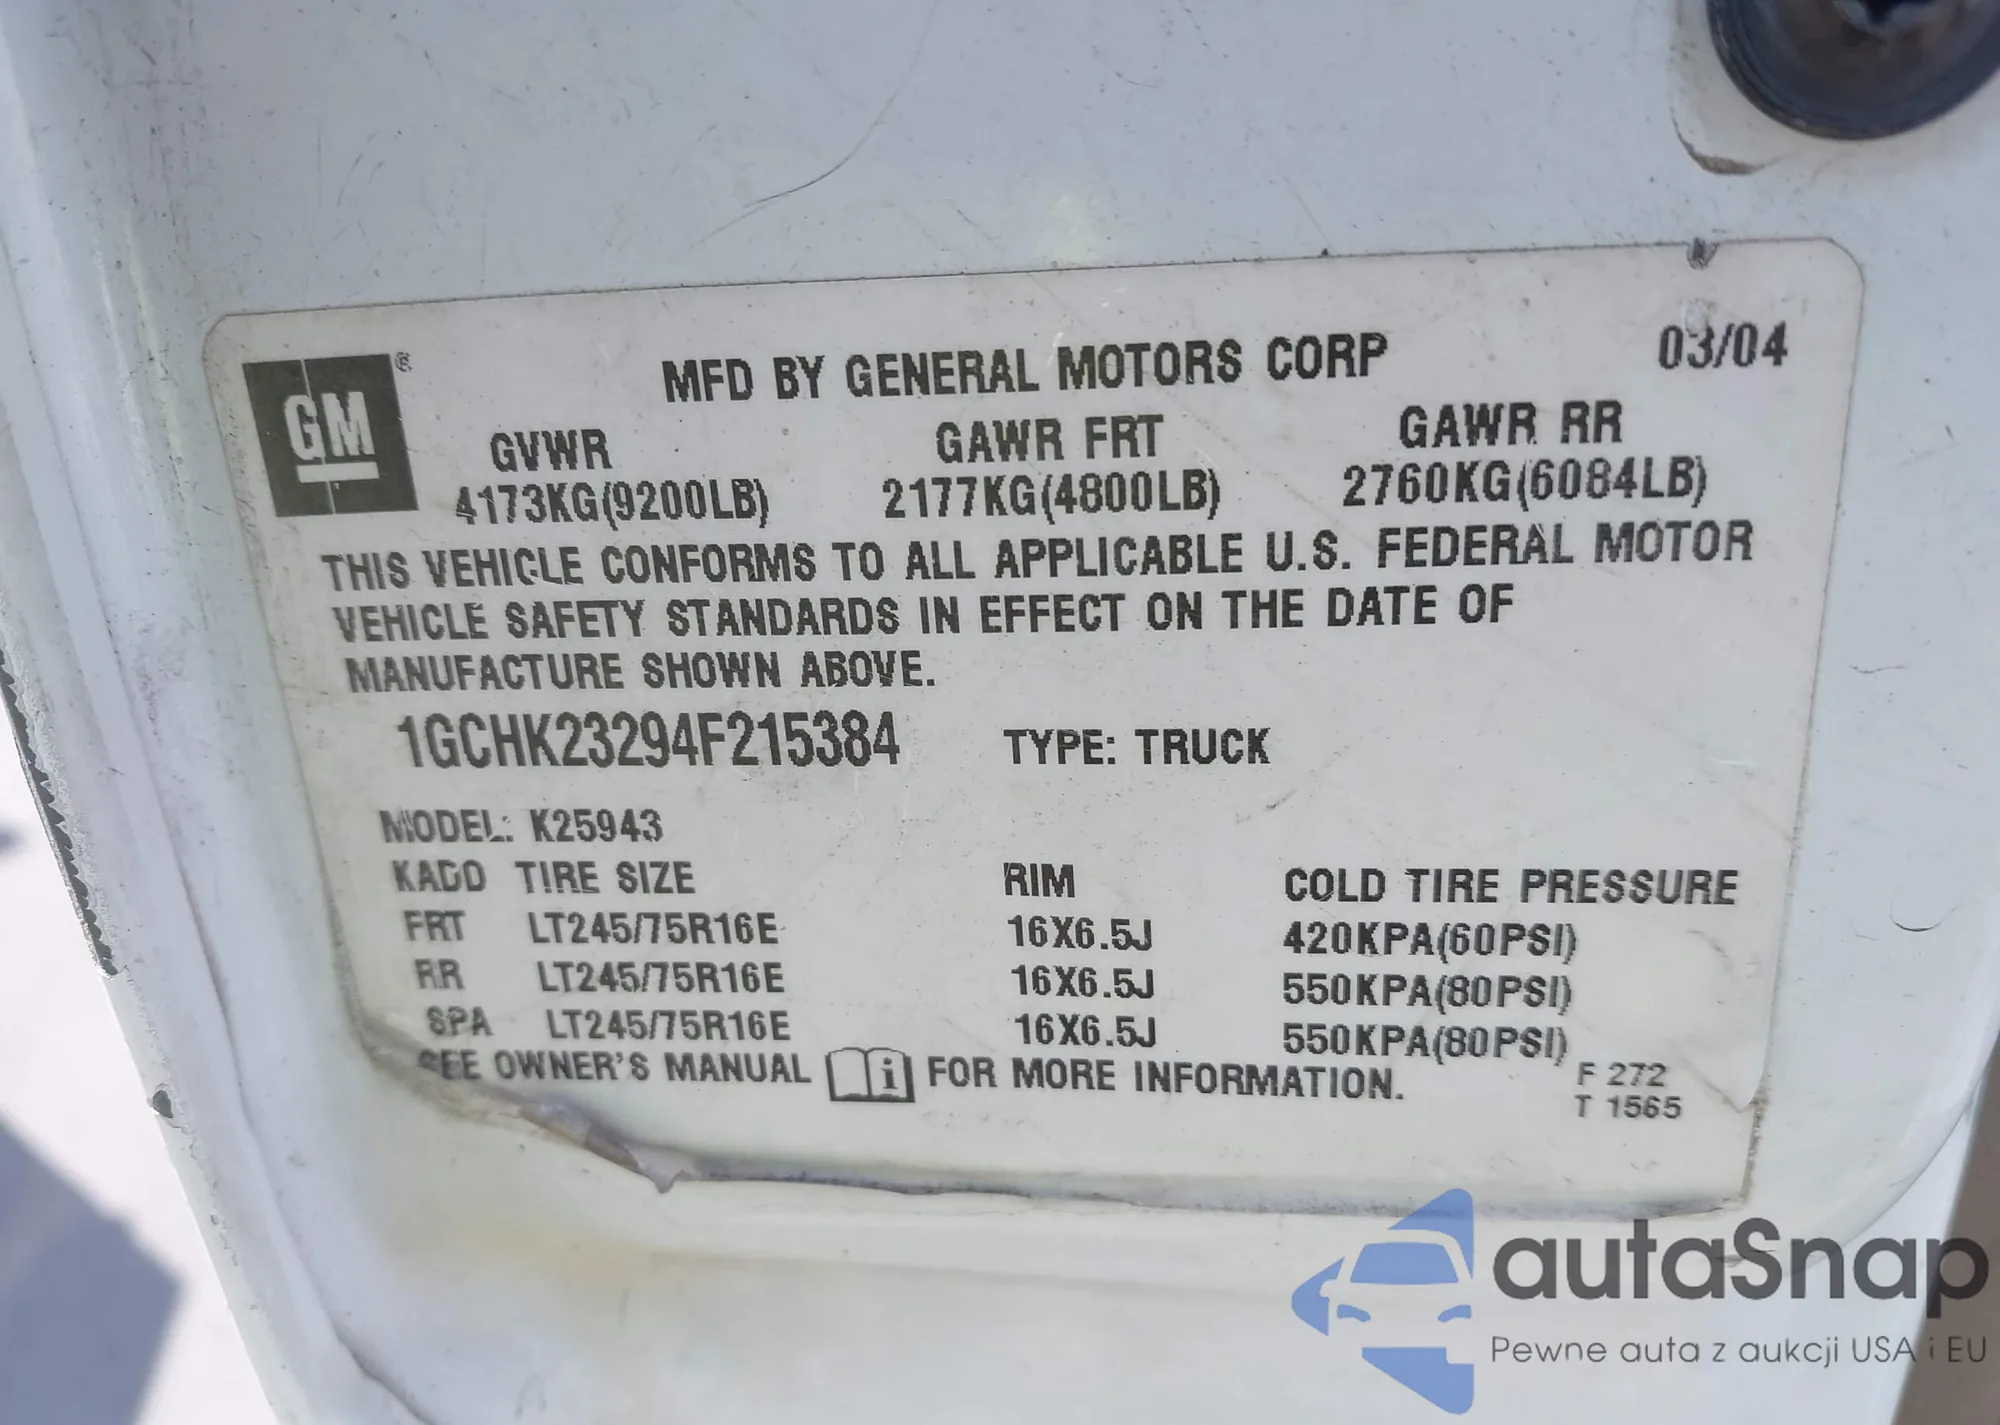 MFD BY GENERAL MOTORS CORP 03/04
GM®
GVWR GAWR FRT GAWR RR
4173KG(9200LB) 2177KG(4800LB) 2760KG(6084LB)
THIS VEHICLE CONFORMS TO ALL APPLICABLE U.S. FEDERAL MOTOR
VEHICLE SAFETY STANDARDS IN EFFECT ON THE DATE OF
MANUFACTURE SHOWN ABOVE.
1GCHK23294F215384 TYPE: TRUCK
MODEL: K25943
KADO TIRE SIZE RIM COLD TIRE PRESSURE
FRT LT245/75R16E 16X6.5J 420KPA(60PSI)
RR LT245/75R16E 16X6.5J 550KPA(80PSI)
SPA LT245/75R16E 16X6.5J 550KPA(80PSI)
SEE OWNER'S MANUAL i FOR MORE INFORMATION.
F 272
T 1565
autaSnap
Pewne auta z aukcji USA i EU